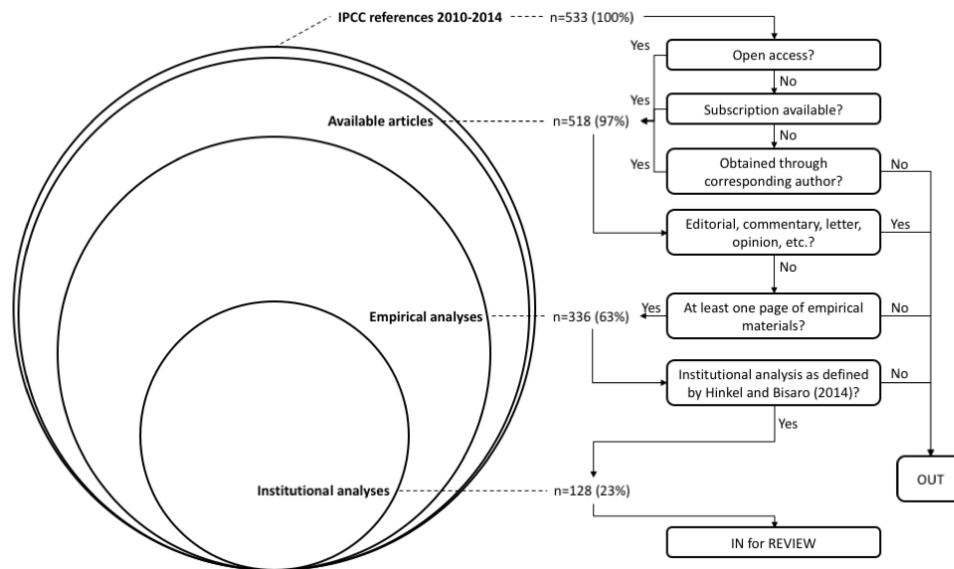 IPCC references 2010-2014
n=533 (100%)
Yes
Open access?
No
Yes
Subscription available?
Available articles
n=518 (97%)
No
Yes
Obtained through
corresponding author?
No
Editorial, commentary, letter,
opinion, etc.?
Yes
No
Empirical analyses
n=336 (63%)
Yes
At least one page of empirical
materials?
No
Institutional analysis as defined
by Hinkel and Bisaro (2014)?
No
Yes
OUT
Institutional analyses
n=128 (23%)
IN for REVIEW